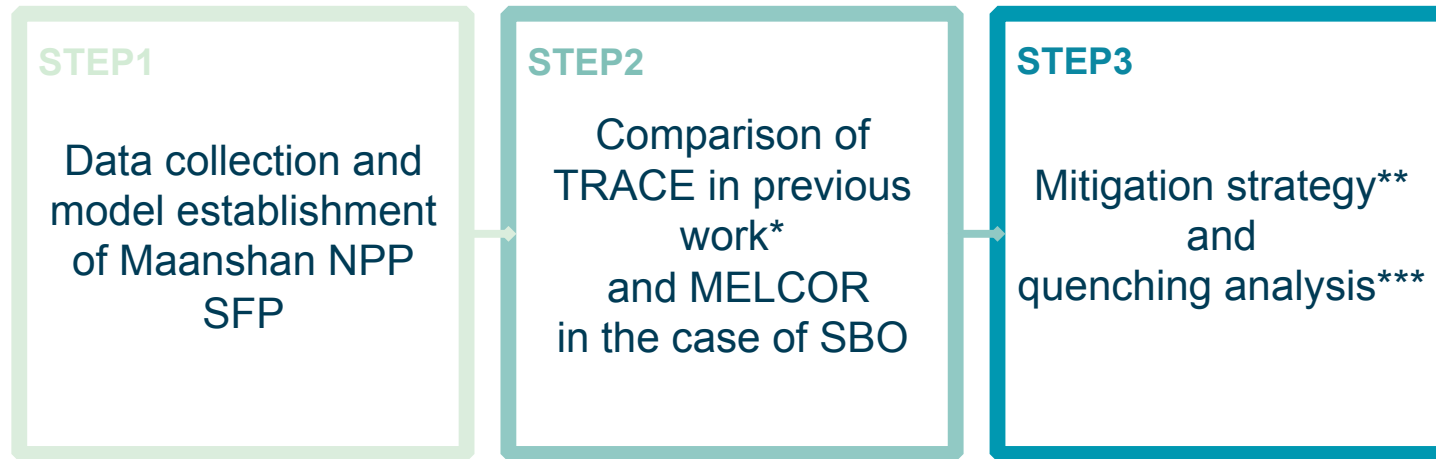 STEP1
Data collection and
model establishment
of Maanshan NPP
SFP
STEP2
Comparison of
TRACE in previous
work*
and MELCOR
in the case of SBO
STEP3
Mitigation strategy**
and
quenching analysis***